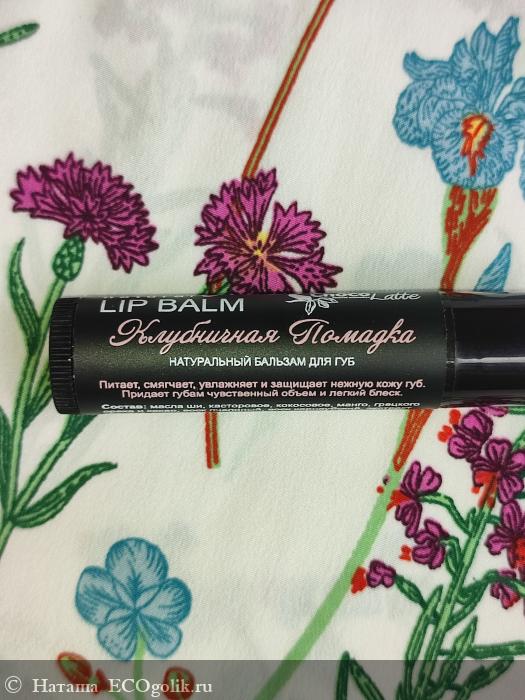 LIP BALM
Choco Latte
Клубничная Помадка
НАТУРАЛЬНЫЙ БАЛЬЗАМ ДЛЯ ГУБ
Питает, смягчает, увлажняет и защищает нежную кожу губ.
Придает губам чувственный объем и легкий блеск.
Состав: масла ши, касторовое, кокосовое, манго, грецкого
Наташа ECOgolik.ru